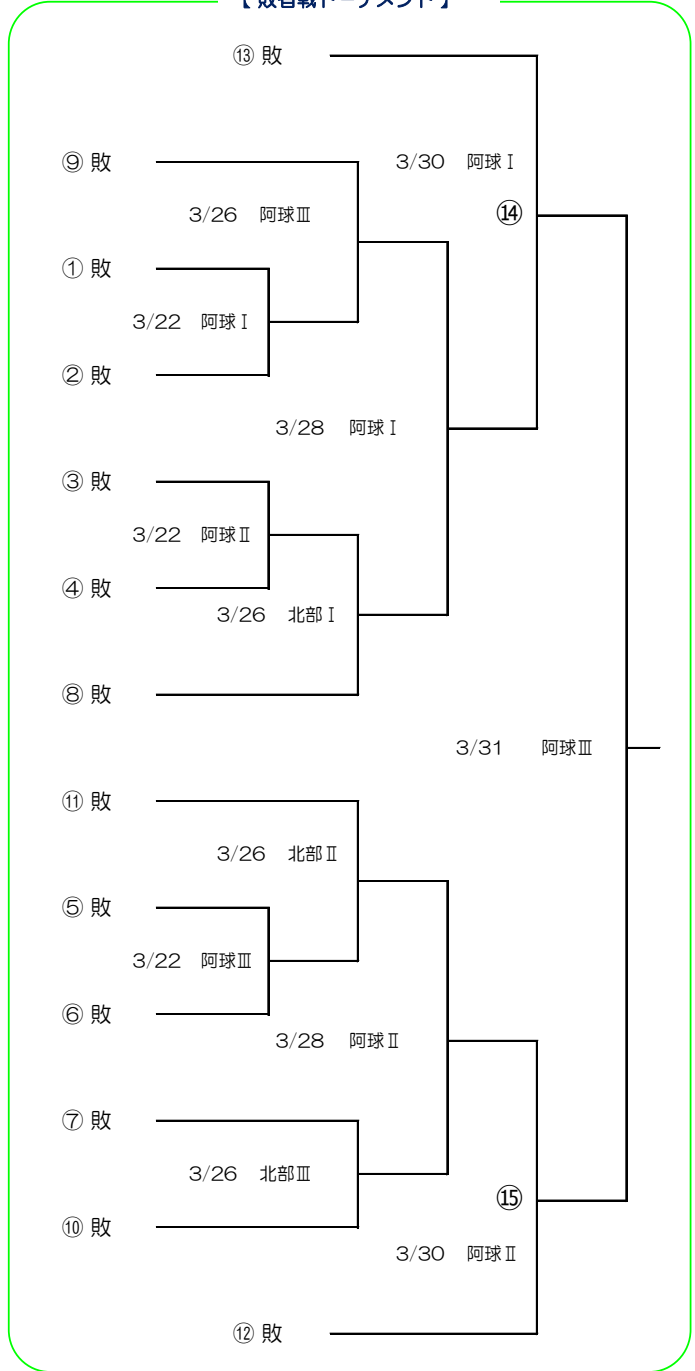 【 敗者戦トーナメント 】
⑬ 敗
⑨ 敗
3/30 阿球Ⅰ
3/26 阿球Ⅲ
⑭
① 敗
3/22 阿球Ⅰ
② 敗
3/28 阿球Ⅰ
③ 敗
3/22 阿球Ⅱ
④ 敗
3/26 北部Ⅰ
⑧ 敗
3/31 阿球Ⅲ
⑪ 敗
3/26 北部Ⅱ
⑤ 敗
3/22 阿球Ⅲ
⑥ 敗
3/28 阿球Ⅱ
⑦ 敗
3/26 北部Ⅲ
⑮
⑩ 敗
3/30 阿球Ⅱ
⑫ 敗